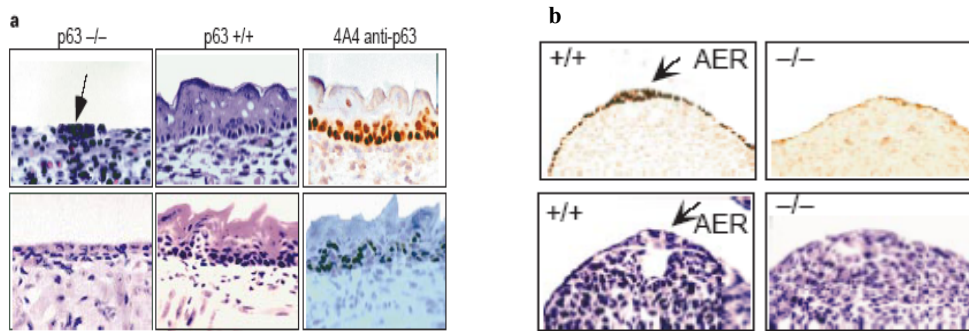 a
p63 –/–
p63 +/+
4A4 anti-p63
b
+/+
AER
–/–
+/+
AER
–/–